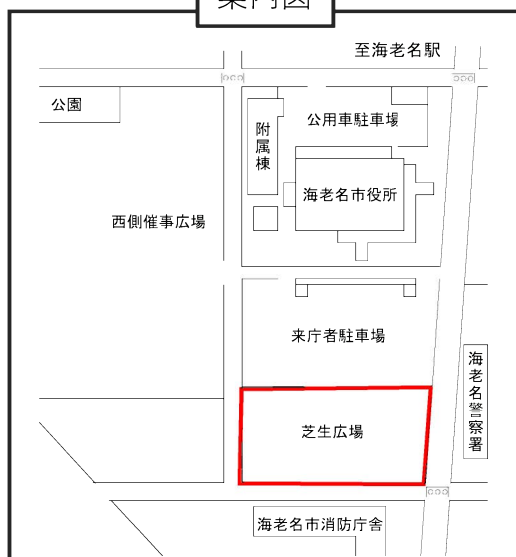 案内図
至海老名駅
公園
公用車駐車場
附属棟
海老名市役所
西側催事広場
来庁者駐車場
海老名警察署
芝生広場
海老名市消防庁舎